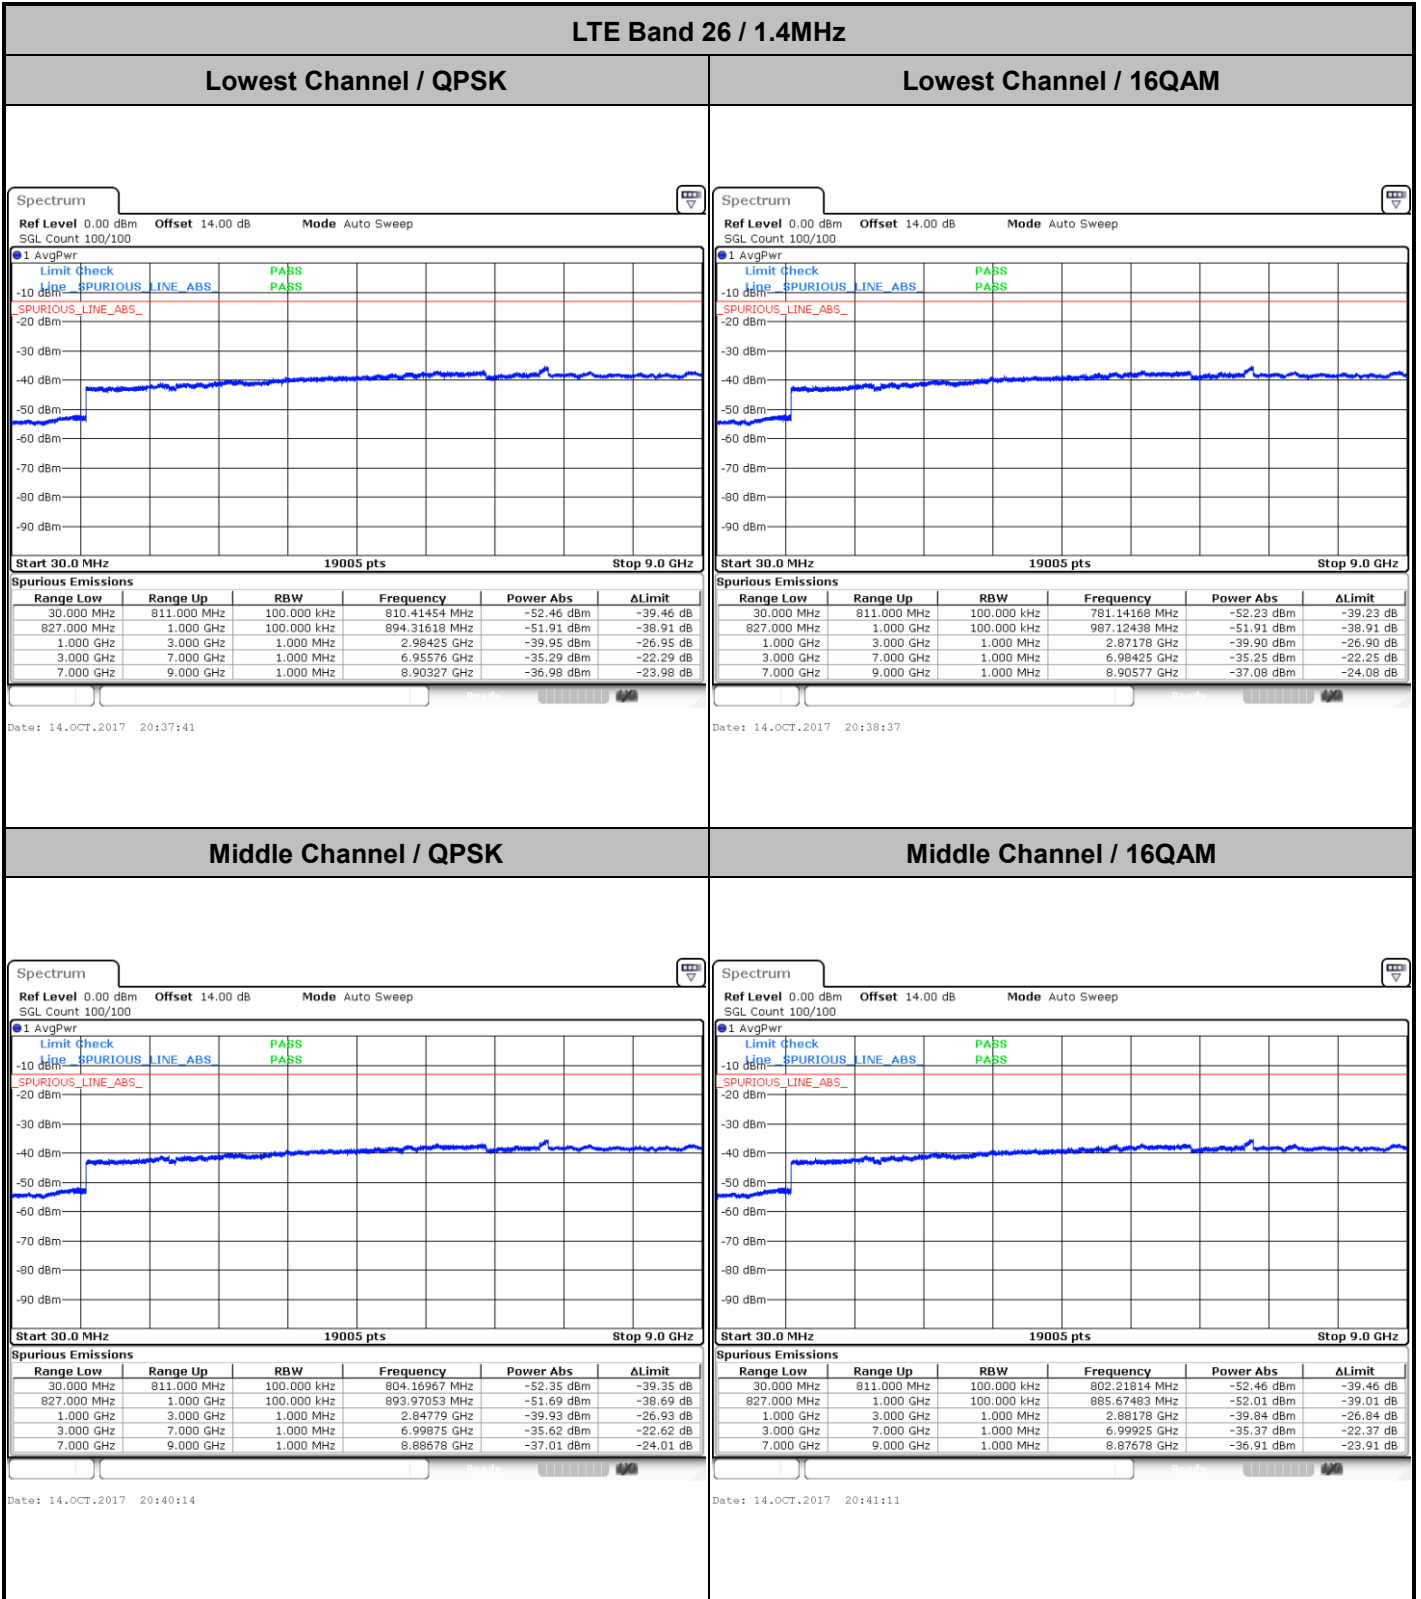 LTE Band 26 / 1.4MHz
Lowest Channel / QPSK
Lowest Channel / 16QAM
Spectrum
Ref Level 0.00 dBm Offset 14.00 dB Mode Auto Sweep
SGL Count 100/100
1 AvgPwr
Limit Check PASS
Line _SPURIOUS_LINE_ABS_ PASS
-10 dBm
_SPURIOUS_LINE_ABS_
-20 dBm
-30 dBm
-40 dBm
-50 dBm
-60 dBm
-70 dBm
-80 dBm
-90 dBm
Start 30.0 MHz 19005 pts Stop 9.0 GHz
Spurious Emissions
Range Low Range Up RBW Frequency Power Abs ΔLimit
30.000 MHz 811.000 MHz 100.000 kHz 810.41454 MHz -52.46 dBm -39.46 dB
827.000 MHz 1.000 GHz 100.000 kHz 894.31618 MHz -51.91 dBm -38.91 dB
1.000 GHz 3.000 GHz 1.000 MHz 2.98425 GHz -39.95 dBm -26.95 dB
3.000 GHz 7.000 GHz 1.000 MHz 6.95576 GHz -35.29 dBm -22.29 dB
7.000 GHz 9.000 GHz 1.000 MHz 8.90327 GHz -36.98 dBm -23.98 dB
Ready
Date: 14.OCT.2017 20:37:41
Spectrum
Ref Level 0.00 dBm Offset 14.00 dB Mode Auto Sweep
SGL Count 100/100
1 AvgPwr
Limit Check PASS
Line _SPURIOUS_LINE_ABS_ PASS
-10 dBm
_SPURIOUS_LINE_ABS_
-20 dBm
-30 dBm
-40 dBm
-50 dBm
-60 dBm
-70 dBm
-80 dBm
-90 dBm
Start 30.0 MHz 19005 pts Stop 9.0 GHz
Spurious Emissions
Range Low Range Up RBW Frequency Power Abs ΔLimit
30.000 MHz 811.000 MHz 100.000 kHz 781.14168 MHz -52.23 dBm -39.23 dB
827.000 MHz 1.000 GHz 100.000 kHz 987.12438 MHz -51.91 dBm -38.91 dB
1.000 GHz 3.000 GHz 1.000 MHz 2.87178 GHz -39.90 dBm -26.90 dB
3.000 GHz 7.000 GHz 1.000 MHz 6.98425 GHz -35.25 dBm -22.25 dB
7.000 GHz 9.000 GHz 1.000 MHz 8.90577 GHz -37.08 dBm -24.08 dB
Ready
Date: 14.OCT.2017 20:38:37
Middle Channel / QPSK
Middle Channel / 16QAM
Spectrum
Ref Level 0.00 dBm Offset 14.00 dB Mode Auto Sweep
SGL Count 100/100
1 AvgPwr
Limit Check PASS
Line _SPURIOUS_LINE_ABS_ PASS
-10 dBm
_SPURIOUS_LINE_ABS_
-20 dBm
-30 dBm
-40 dBm
-50 dBm
-60 dBm
-70 dBm
-80 dBm
-90 dBm
Start 30.0 MHz 19005 pts Stop 9.0 GHz
Spurious Emissions
Range Low Range Up RBW Frequency Power Abs ΔLimit
30.000 MHz 811.000 MHz 100.000 kHz 804.16967 MHz -52.35 dBm -39.35 dB
827.000 MHz 1.000 GHz 100.000 kHz 893.97053 MHz -51.69 dBm -38.69 dB
1.000 GHz 3.000 GHz 1.000 MHz 2.84779 GHz -39.93 dBm -26.93 dB
3.000 GHz 7.000 GHz 1.000 MHz 6.99875 GHz -35.62 dBm -22.62 dB
7.000 GHz 9.000 GHz 1.000 MHz 8.88678 GHz -37.01 dBm -24.01 dB
Ready
Date: 14.OCT.2017 20:40:14
Spectrum
Ref Level 0.00 dBm Offset 14.00 dB Mode Auto Sweep
SGL Count 100/100
1 AvgPwr
Limit Check PASS
Line _SPURIOUS_LINE_ABS_ PASS
-10 dBm
_SPURIOUS_LINE_ABS_
-20 dBm
-30 dBm
-40 dBm
-50 dBm
-60 dBm
-70 dBm
-80 dBm
-90 dBm
Start 30.0 MHz 19005 pts Stop 9.0 GHz
Spurious Emissions
Range Low Range Up RBW Frequency Power Abs ΔLimit
30.000 MHz 811.000 MHz 100.000 kHz 802.21814 MHz -52.46 dBm -39.46 dB
827.000 MHz 1.000 GHz 100.000 kHz 885.67483 MHz -52.01 dBm -39.01 dB
1.000 GHz 3.000 GHz 1.000 MHz 2.88178 GHz -39.84 dBm -26.84 dB
3.000 GHz 7.000 GHz 1.000 MHz 6.99925 GHz -35.37 dBm -22.37 dB
7.000 GHz 9.000 GHz 1.000 MHz 8.87678 GHz -36.91 dBm -23.91 dB
Ready
Date: 14.OCT.2017 20:41:11